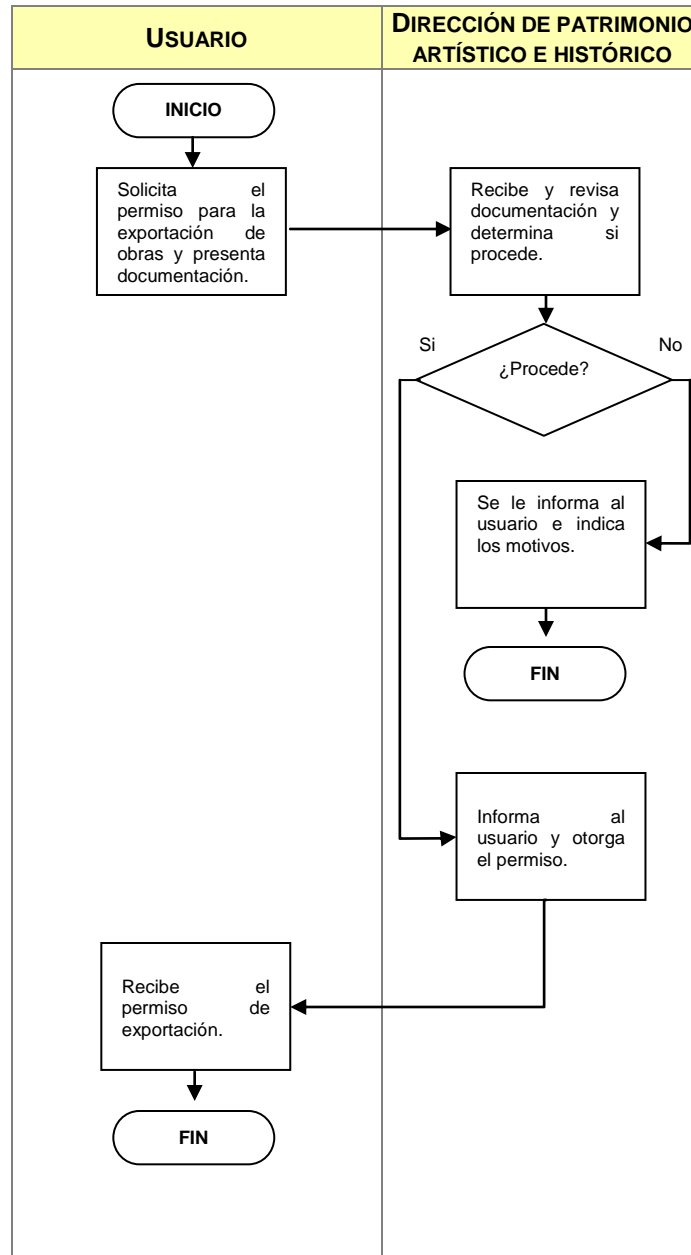 USUARIO
DIRECCIÓN DE PATRIMONIO
ARTÍSTICO E HISTÓRICO
INICIO
Solicita el
permiso para la
exportación de
obras y presenta
documentación.
Recibe y revisa
documentación y
determina si
procede.
Si
No
¿Procede?
Se le informa al
usuario e indica
los motivos.
FIN
Informa al
usuario y otorga
el permiso.
Recibe el
permiso de
exportación.
FIN